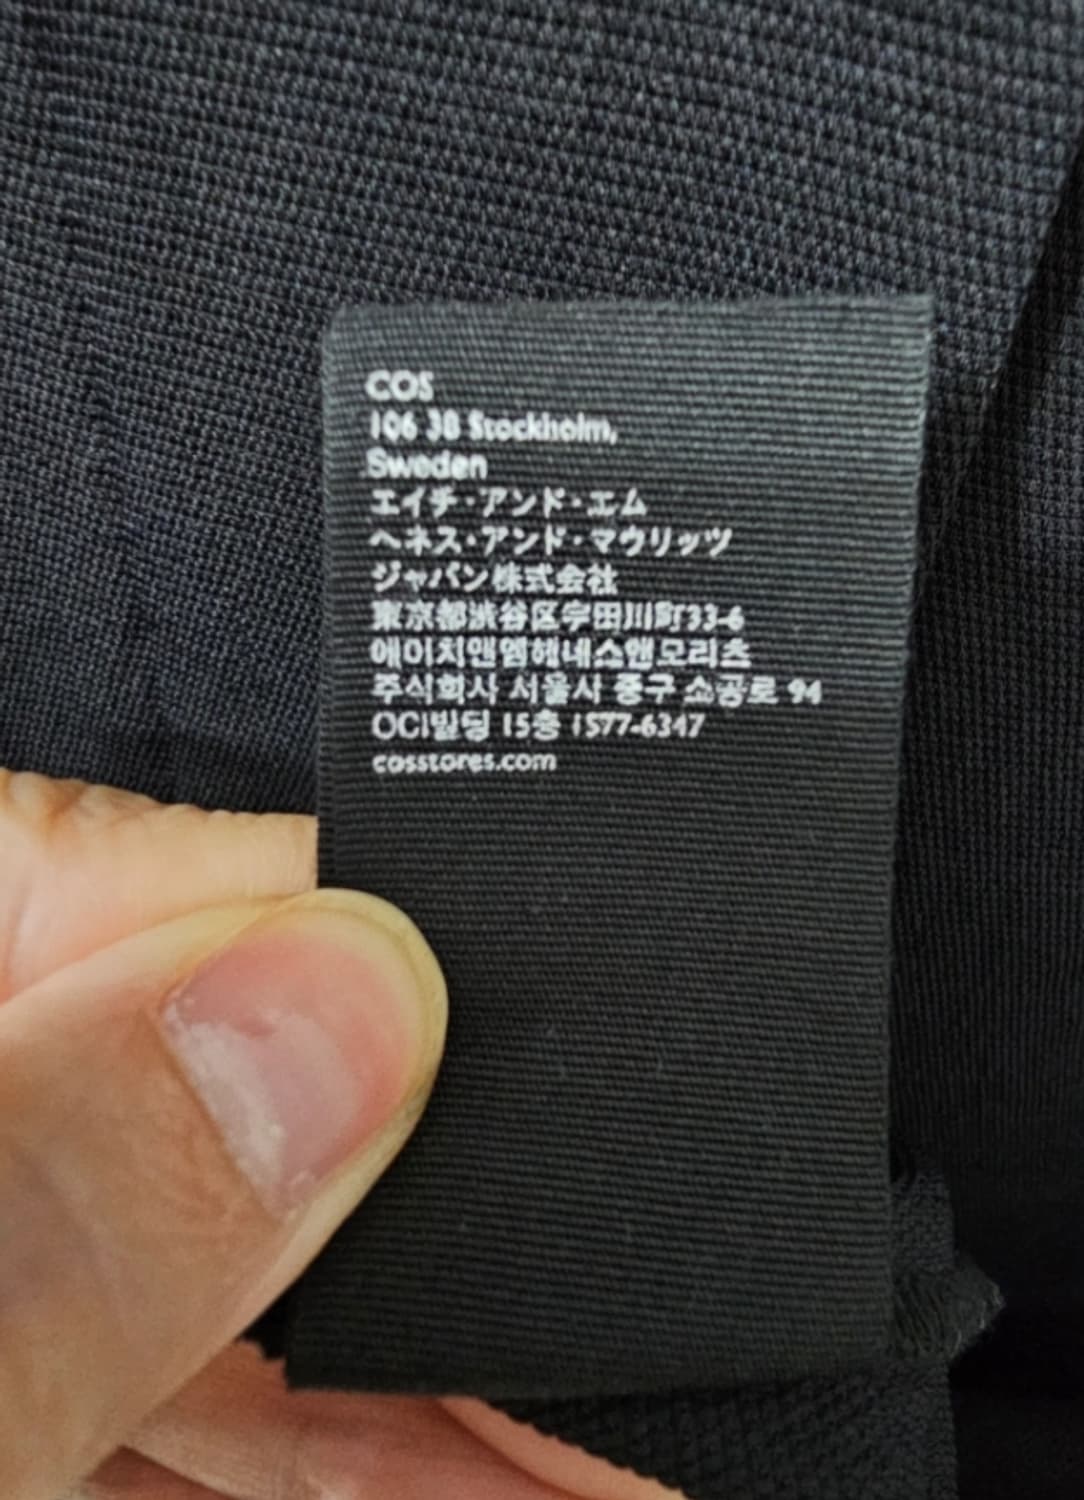 COS
106 38 Stockholm,
Sweden
エイチ・アンド・エム
ヘネス・アンド・マウリッツ
ジャパン株式会社
東京都渋谷区宇田川町33-6
에이치앤엠헤네스앤모리츠
주식회사 서울시 중구 소공로 94
OCI빌딩 15층 1577-6347
cosstores.com